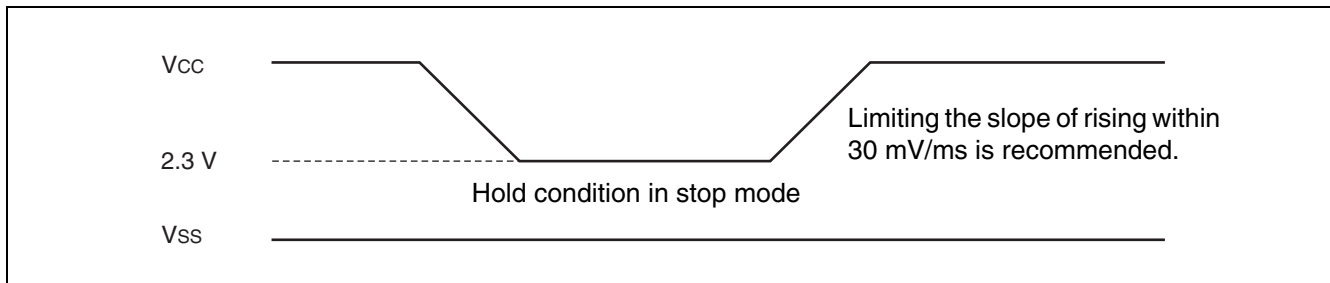 Vcc
Limiting the slope of rising within
30 mV/ms is recommended.
2.3 V
Hold condition in stop mode
Vss